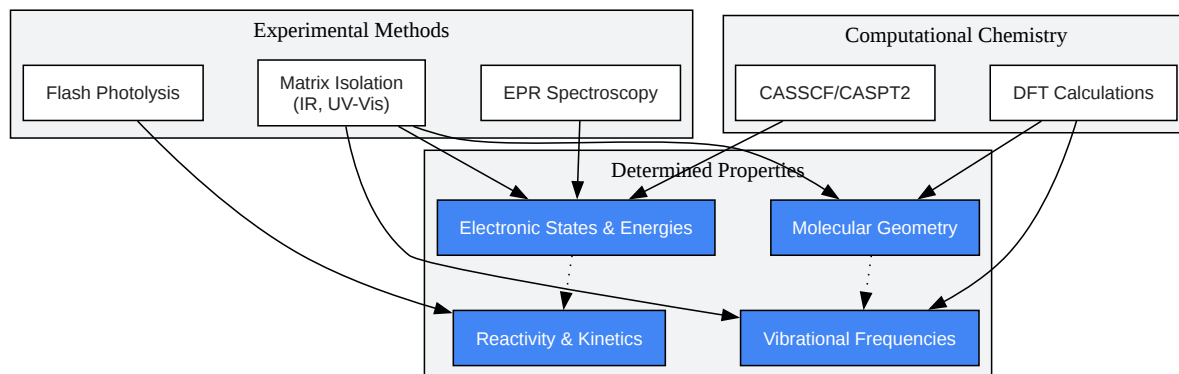 Experimental Methods
Computational Chemistry
Flash Photolysis
Matrix Isolation
(IR, UV-Vis)
EPR Spectroscopy
CASSCF/CASPT2
DFT Calculations
Determined Properties
Electronic States & Energies
Molecular Geometry
Reactivity & Kinetics
Vibrational Frequencies